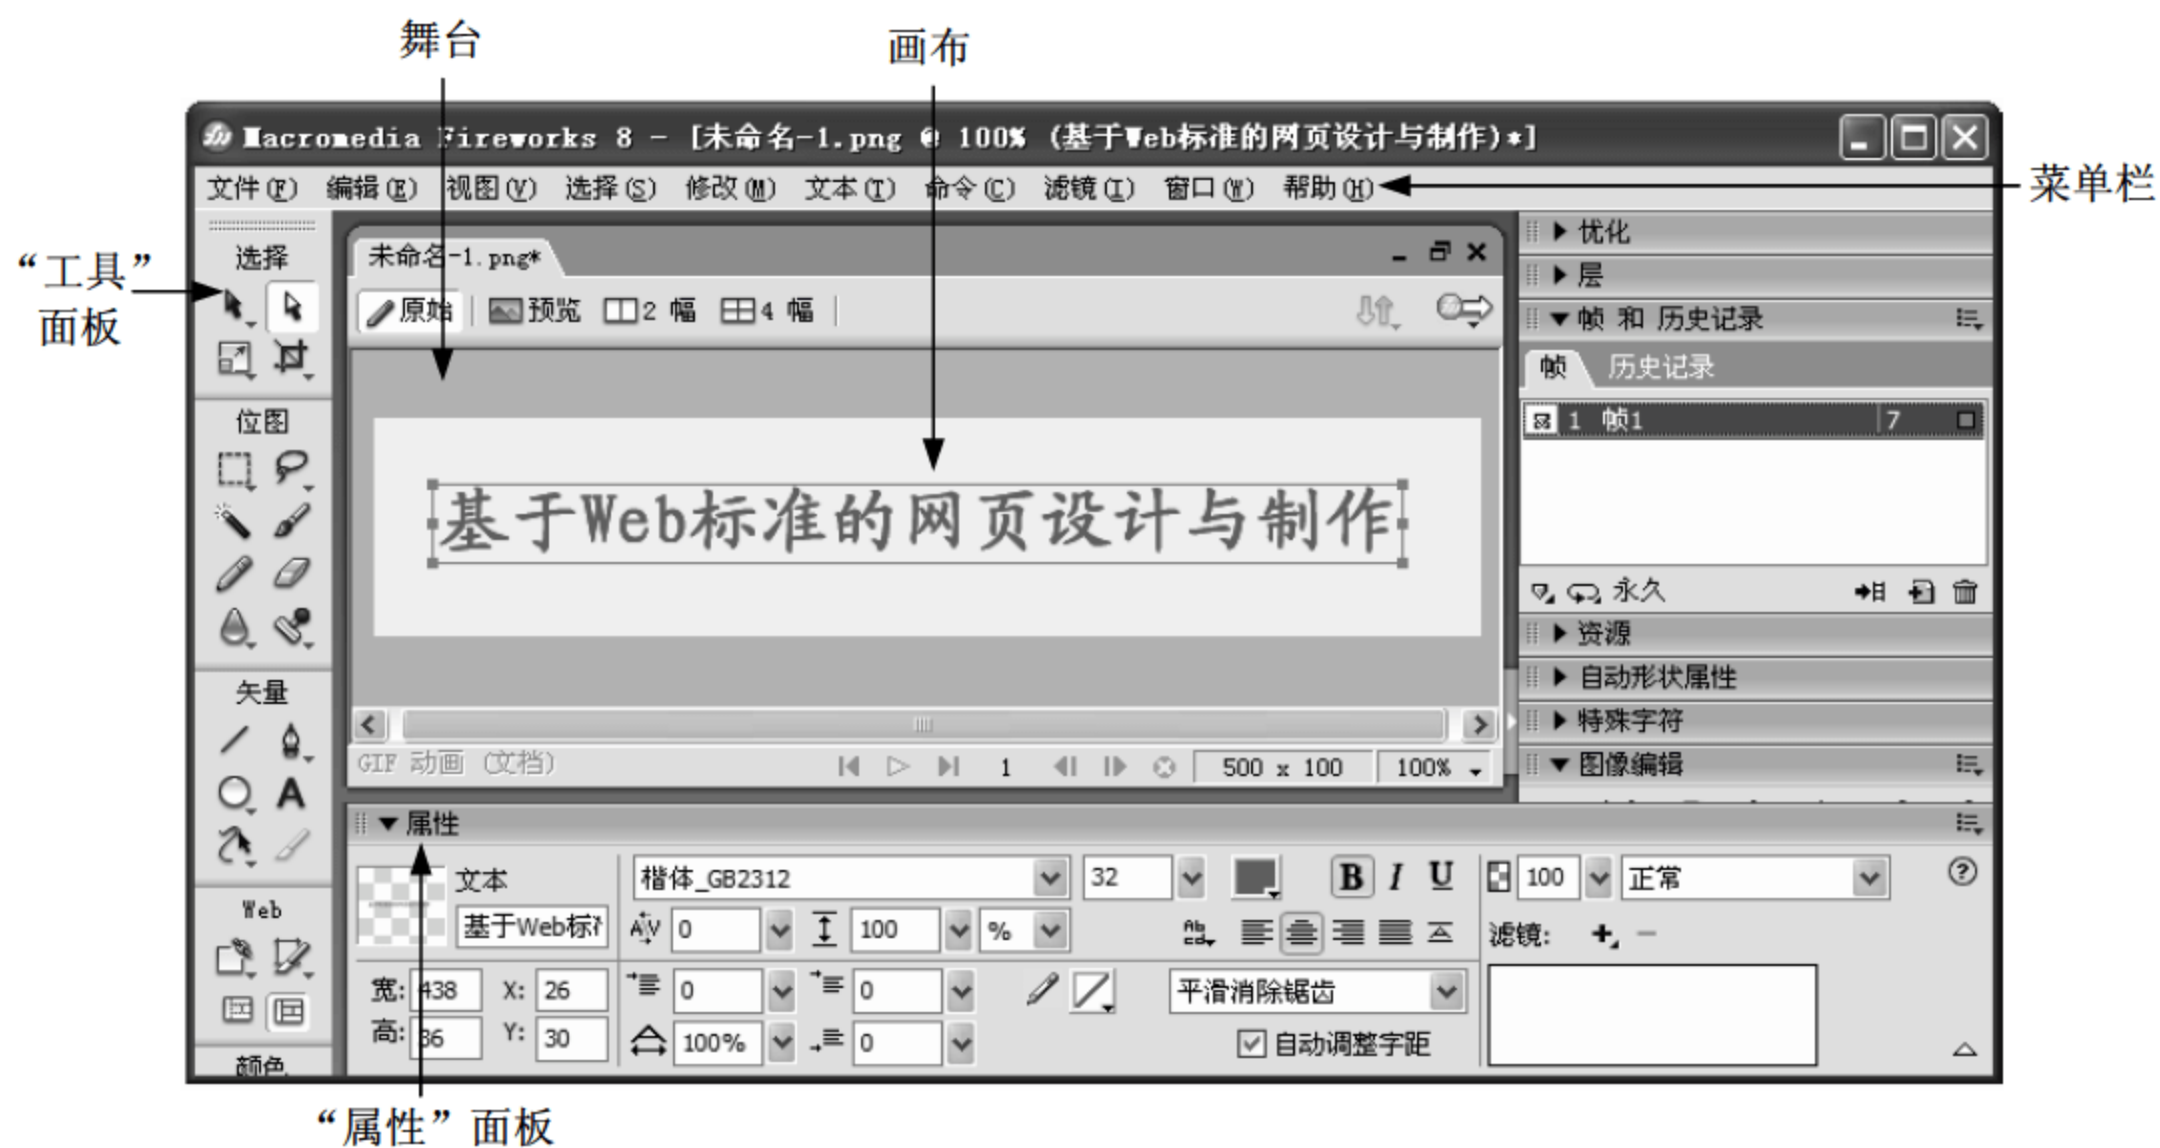 舞台
画布
Macromedia Fireworks 8 - [未命名-1.png @ 100% (基于Web标准的网页设计与制作)*]
文件(F) 编辑(E) 视图(V) 选择(S) 修改(M) 文本(T) 命令(C) 滤镜(I) 窗口(W) 帮助(H)
菜单栏
“工具”
面板
选择
位图
矢量
Web
颜色
未命名-1.png*
原始 预览 2 幅 4 幅
基于Web标准的网页设计与制作
GIF 动画 (文档) 1 500 x 100 100%
优化
层
帧 和 历史记录
帧 历史记录
1 帧1 7
永久
资源
自动形状属性
特殊字符
图像编辑
属性
文本 楷体_GB2312 32 B I U 100 正常
基于Web标 0 100 % 滤镜:
宽: 438 X: 26 0 0 平滑消除锯齿
高: 36 Y: 30 100% 0 自动调整字距
“属性” 面板